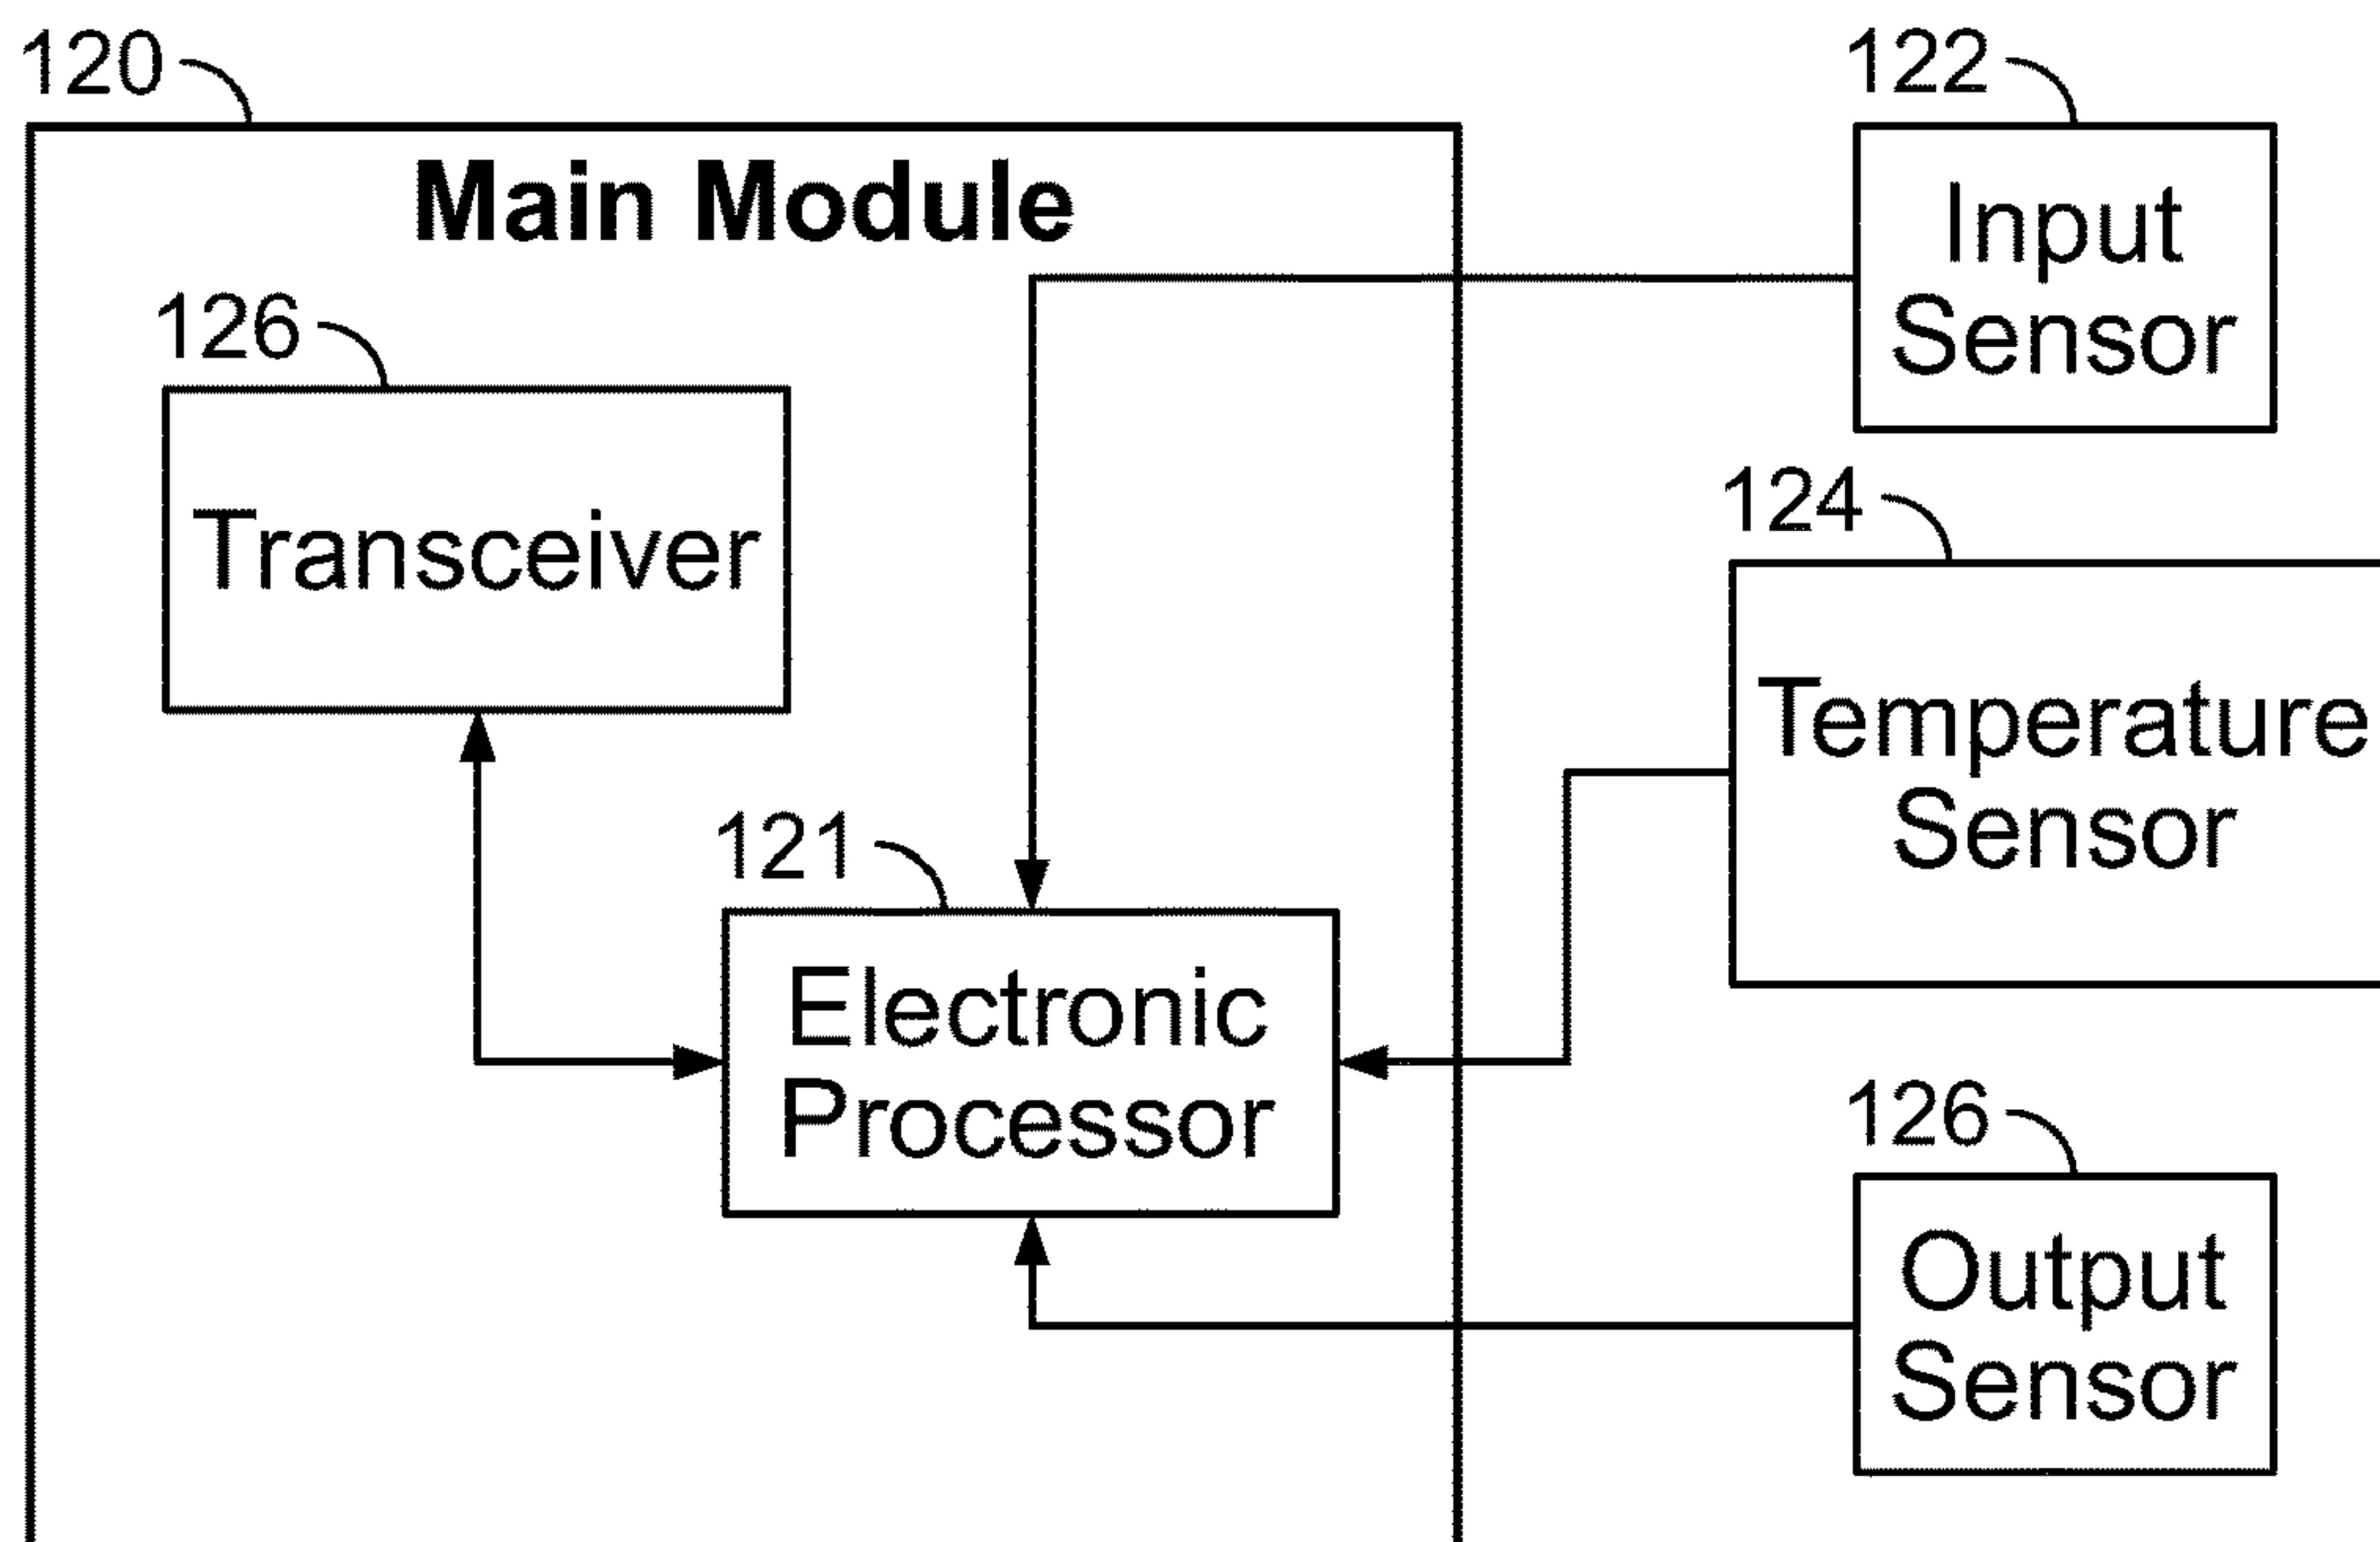 120
Main Module
126
Transceiver
121
Electronic
Processor
122
Input
Sensor
124
Temperature
Sensor
126
Output
Sensor